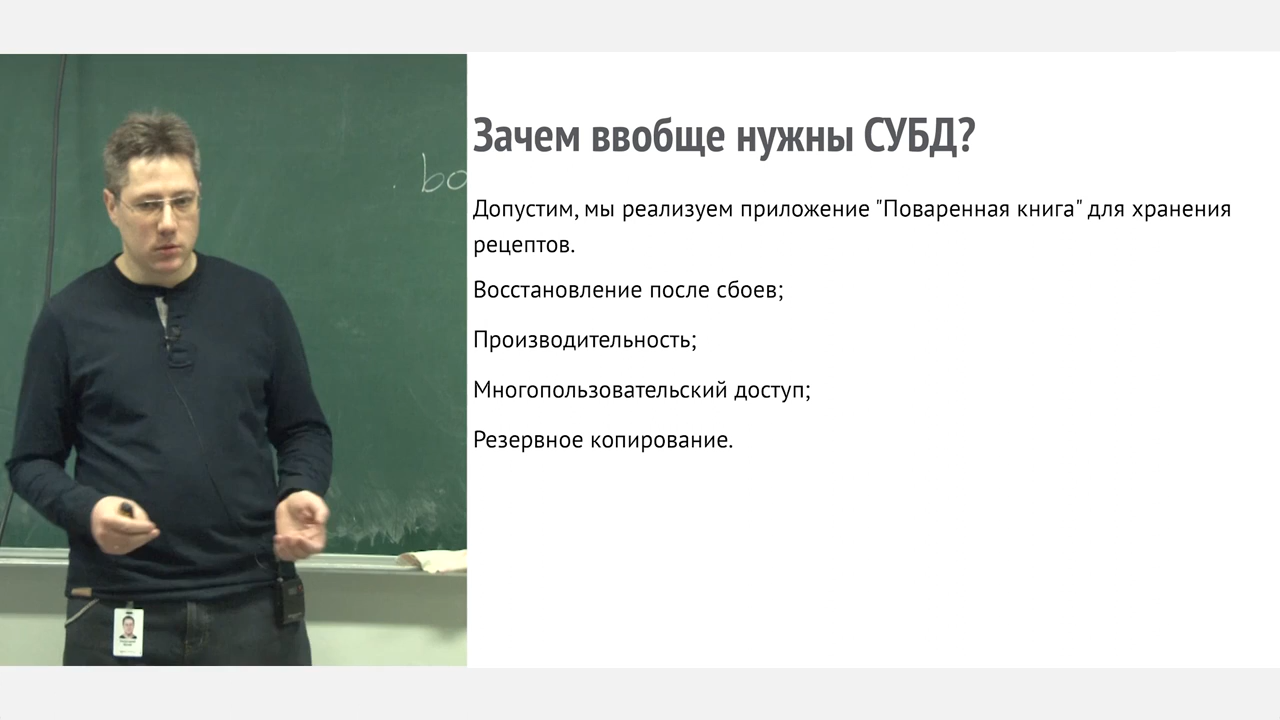 Зачем ввобще нужны СУБД?
Допустим, мы реализуем приложение "Поваренная книга" для хранения
рецептов.
Восстановление после сбоев;
Производительность;
Многопользовательский доступ;
Резервное копирование.
bo